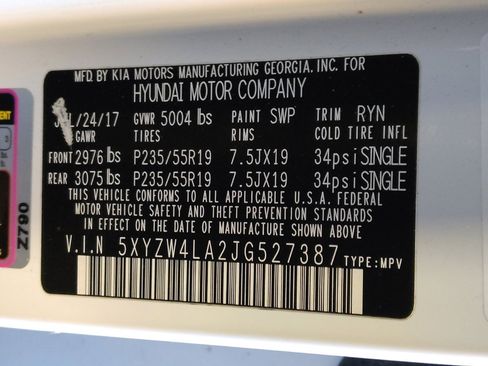 MFD. BY KIA MOTORS MANUFACTURING GEORGIA, INC. FOR
HYUNDAI MOTOR COMPANY
/24/17 GVWR 5004 lbs PAINT SWP TRIM RYN
GAWR TIRES RIMS COLD TIRE INFL
FRONT 2976 lbs P235/55R19 7.5JX19 34psi SINGLE
REAR 3075 lbs P235/55R19 7.5JX19 34psi SINGLE
THIS VEHICLE CONFORMS TO ALL APPLICABLE U.S.A. FEDERAL
MOTOR VEHICLE SAFETY AND THEFT PREVENTION STANDARDS
IN EFFECT ON THE DATE OF MANUFACTURE SHOWN ABOVE
V.I.N 5XYZW4LA2JG527387 TYPE: MPV
Z790